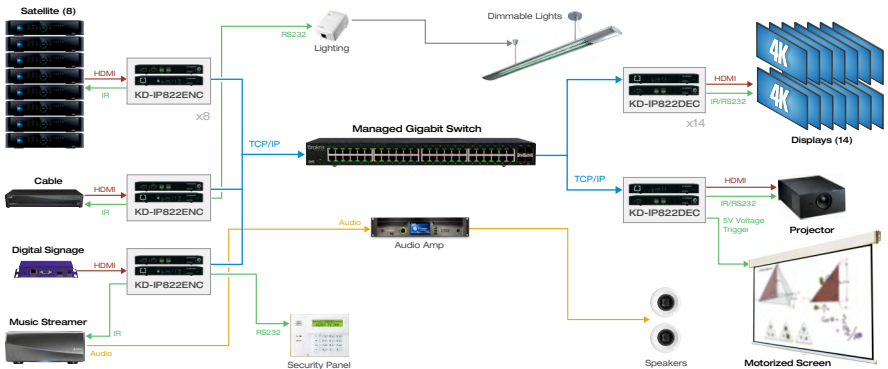 Satellite (8)
HDMI
IR
KD-IP822ENC
x8
RS232
Lighting
Dimmable Lights
TCP/IP
Managed Gigabit Switch
KD-IP822DEC
x14
HDMI
IR/RS232
4K
4K
Displays (14)
Cable
HDMI
IR
KD-IP822ENC
TCP/IP
KD-IP822DEC
HDMI
IR/RS232
5V Voltage
Trigger
Projector
Digital Signage
HDMI
KD-IP822ENC
Audio
Audio Amp
Music Streamer
IR
Audio
RS232
Security Panel
Speakers
Motorized Screen